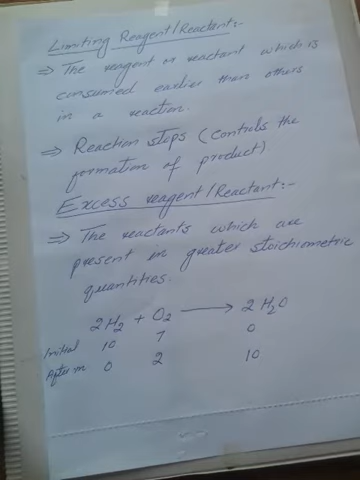 Limiting Reagent/Reactant:-
⇒ The reagent or reactant which is
consumed earlier than others
in a reaction.
⇒ Reaction stops (Controls the
formation of product)
Excess reagent/Reactant:-
⇒ The reactants which are
present in greater stoichiometric
quantities.
2H₂ + O₂ ⟶ 2H₂O
Initial 10 7 0
After rn 0 2 10